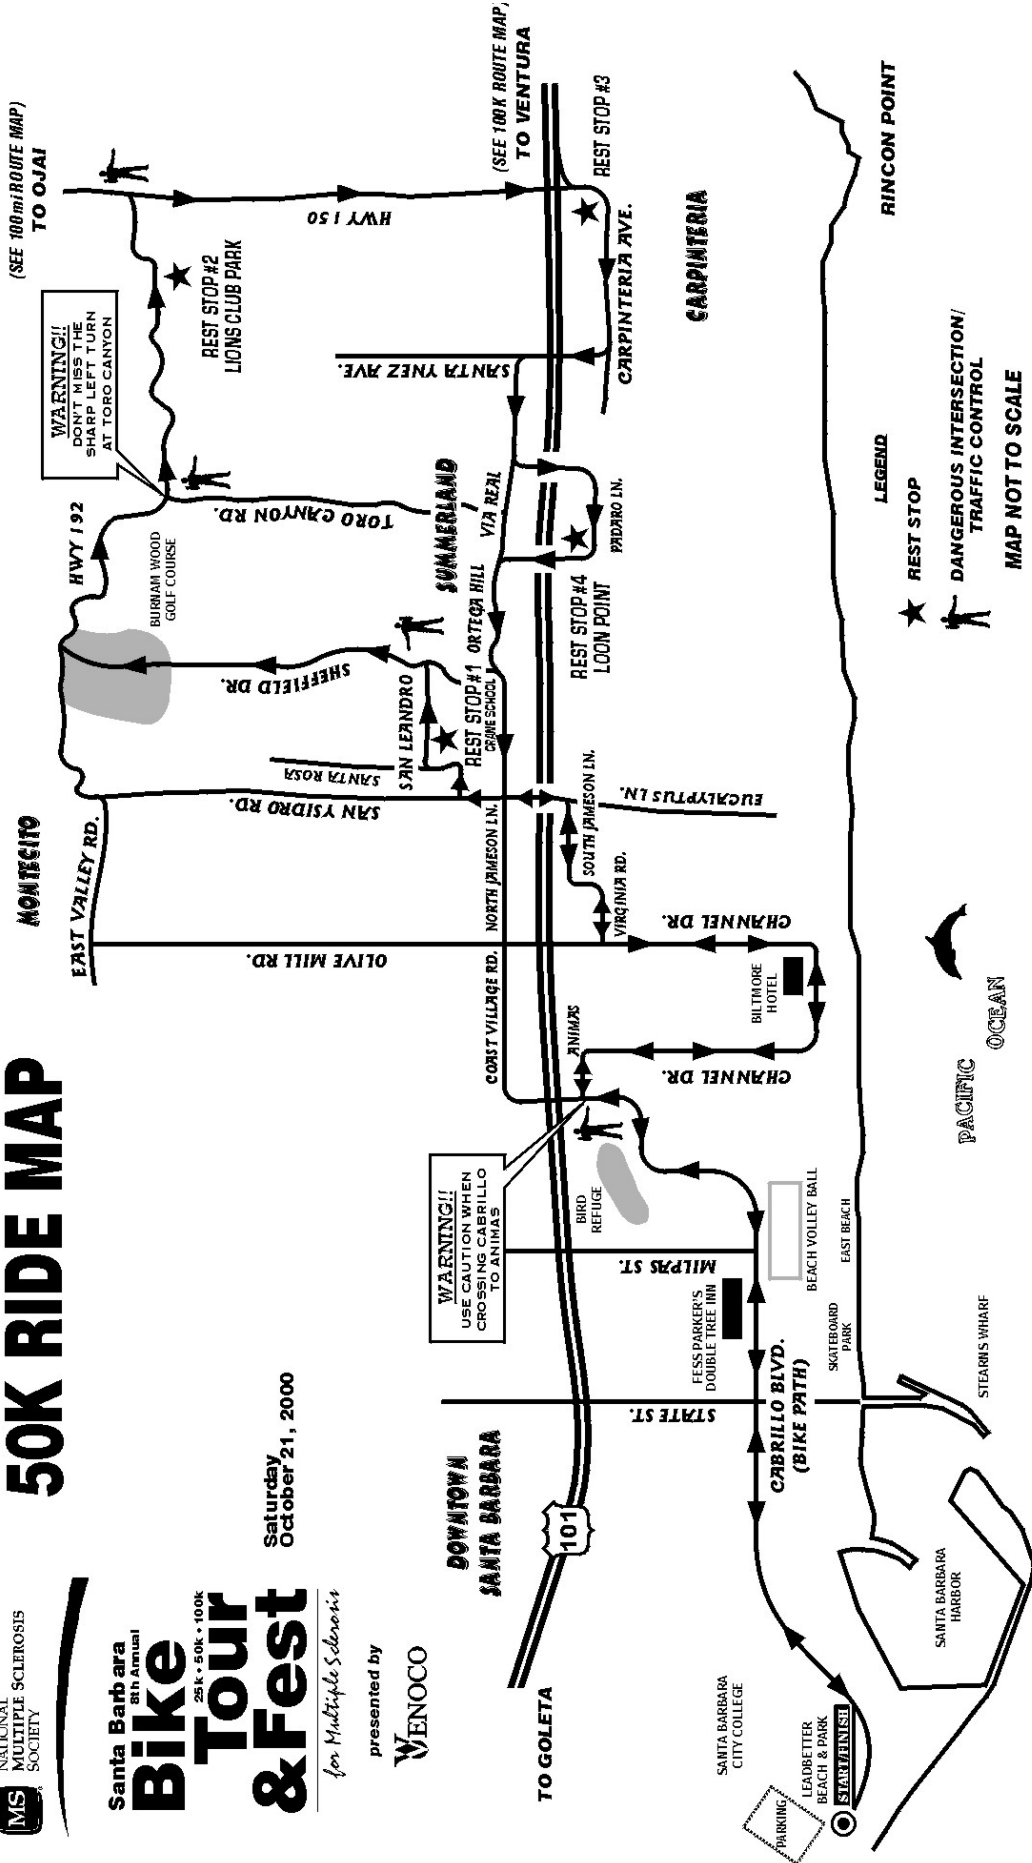 NATIONAL
MULTIPLE SCLEROSIS
SOCIETY
MS
Santa Barbara
8th Annual
Bike
25k • 50k • 100k
Tour
& Fest
for Multiple Sclerosis
presented by
VENOCO
50K RIDE MAP
Saturday
October 21, 2000
MONTECITO
(SEE 100mi ROUTE MAP)
TO OJAI
WARNING!!
DON'T MISS THE
SHARP LEFT TURN
AT TORO CANYON
EAST VALLEY RD.
HWY 192
BURNAM WOOD
GOLF COURSE
REST STOP #2
LIONS CLUB PARK
HWY 150
(SEE 100K ROUTE MAP)
TO VENTURA
OLIVE MILL RD.
SAN YSIDRO RD.
SANTA ROSA
SAN LEANDRO
SHEFFIELD DR.
TORO CANYON RD.
SANTA YNEZ AVE.
REST STOP #1
CRANE SCHOOL
ORTEGA HILL
SUMMERLAND
VIA REAL
REST STOP #3
DOWNTOWN
SANTA BARBARA
WARNING!!
USE CAUTION WHEN
CROSSING CABRILLO
TO ANIMAS
COAST VILLAGE RD.
NORTH JAMESON LN.
101
TO GOLETA
ANIMAS
SOUTH JAMESON LN.
VIRGINIA RD.
EUCALYPTUS LN.
REST STOP #4
LOON POINT
PADARO LN.
CARPINTERIA AVE.
CARPINTERIA
BIRD
REFUGE
MILPAS ST.
STATE ST.
CHANNEL DR.
CHANNEL DR.
BILTMORE
HOTEL
FESS PARKER'S
DOUBLE TREE INN
CABRILLO BLVD.
(BIKE PATH)
BEACH VOLLEY BALL
EAST BEACH
SKATEBOARD
PARK
STEARNS WHARF
SANTA BARBARA
CITY COLLEGE
PARKING
LEADBETTER
BEACH & PARK
START/FINISH
SANTA BARBARA
HARBOR
PACIFIC
OCEAN
RINCON POINT
LEGEND
REST STOP
DANGEROUS INTERSECTION/
TRAFFIC CONTROL
MAP NOT TO SCALE